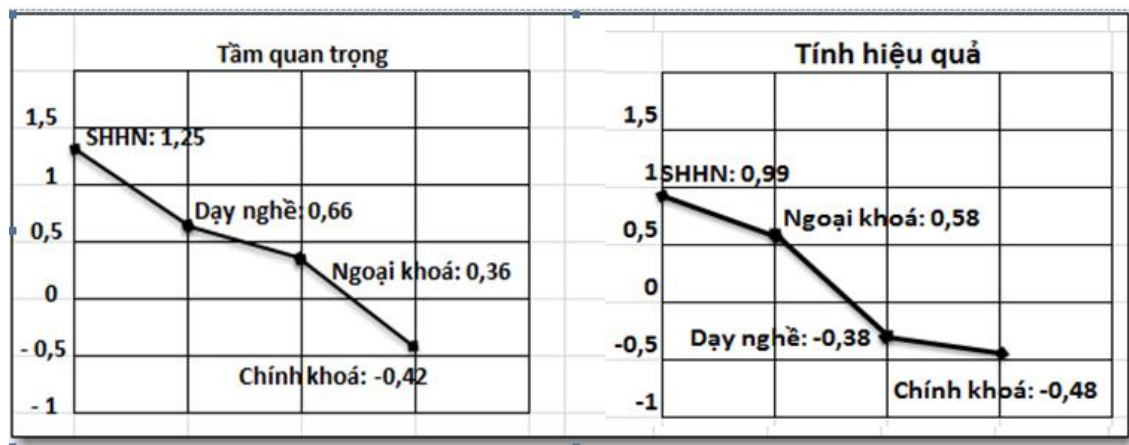 Tầm quan trọng
1,5
SHHN: 1,25
1
Dạy nghề: 0,66
0,5
Ngoại khoá: 0,36
0
- 0,5
Chính khoá: -0,42
- 1
Tính hiệu quả
1,5
1
SHHN: 0,99
Ngoại khoá: 0,58
0,5
0
Dạy nghề: -0,38
-0,5
Chính khoá: -0,48
-1